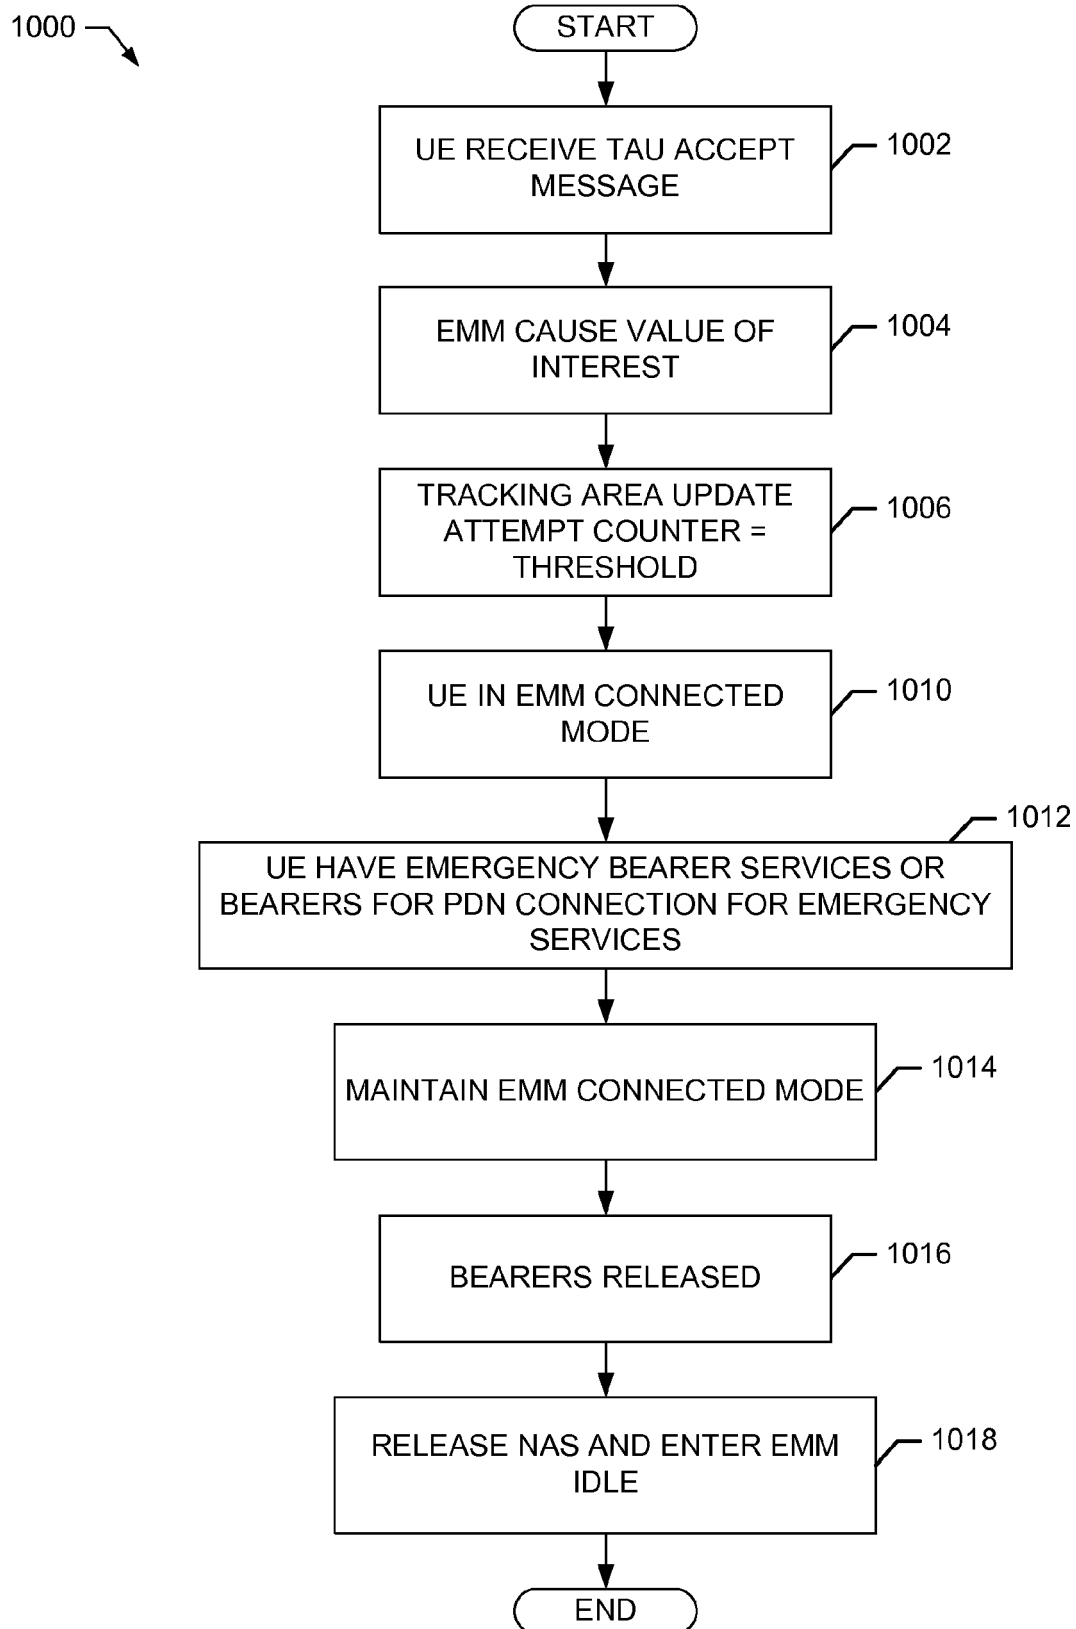 1000
START
UE RECEIVE TAU ACCEPT
MESSAGE
1002
EMM CAUSE VALUE OF
INTEREST
1004
TRACKING AREA UPDATE
ATTEMPT COUNTER =
THRESHOLD
1006
UE IN EMM CONNECTED
MODE
1010
1012
UE HAVE EMERGENCY BEARER SERVICES OR
BEARERS FOR PDN CONNECTION FOR EMERGENCY
SERVICES
MAINTAIN EMM CONNECTED MODE
1014
BEARERS RELEASED
1016
RELEASE NAS AND ENTER EMM
IDLE
1018
END